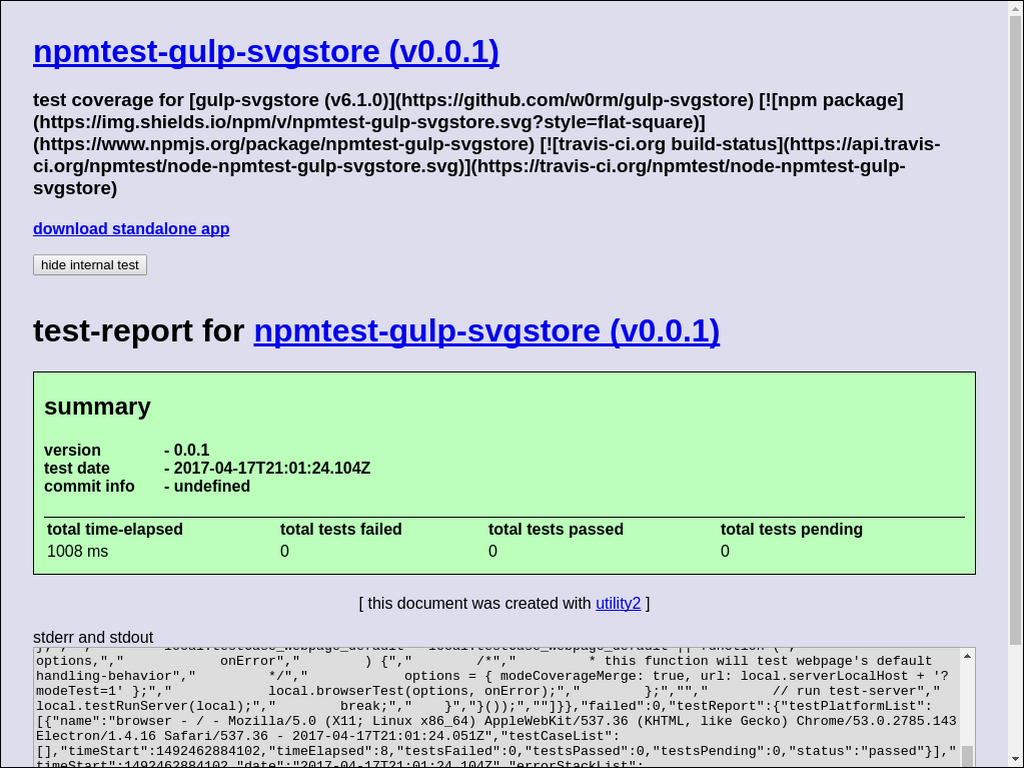 npmtest-gulp-svgstore (v0.0.1)
test coverage for [gulp-svgstore (v6.1.0)](https://github.com/w0rm/gulp-svgstore) [![npm package]
(https://img.shields.io/npm/v/npmtest-gulp-svgstore.svg?style=flat-square)]
(https://www.npmjs.org/package/npmtest-gulp-svgstore) [![travis-ci.org build-status](https://api.travis-
ci.org/npmtest/node-npmtest-gulp-svgstore.svg)](https://travis-ci.org/npmtest/node-npmtest-gulp-
svgstore)
download standalone app
hide internal test
test-report for npmtest-gulp-svgstore (v0.0.1)
summary
version - 0.0.1
test date - 2017-04-17T21:01:24.104Z
commit info - undefined
total time-elapsed total tests failed total tests passed total tests pending
1008 ms 0 0 0
[ this document was created with utility2 ]
stderr and stdout
options,","            onError","        ) {","        /*","         * this function will test webpage's default
handling-behavior","         */","            options = { modeCoverageMerge: true, url: local.serverLocalHost + '?
modeTest=1' };","            local.browserTest(options, onError);","        };","","        // run test-server","
local.testRunServer(local);","        break;","    }","}());",""]}},"failed":0,"testReport":{"testPlatformList":
[{"name":"browser - / - Mozilla/5.0 (X11; Linux x86_64) AppleWebKit/537.36 (KHTML, like Gecko) Chrome/53.0.2785.143
Electron/1.4.16 Safari/537.36 - 2017-04-17T21:01:24.051Z","testCaseList":
[],"timeStart":1492462884102,"timeElapsed":8,"testsFailed":0,"testsPassed":0,"testsPending":0,"status":"passed"}],"
timeStart":1492462884102,"date":"2017-04-17T21:01:24.104Z","errorStackList":